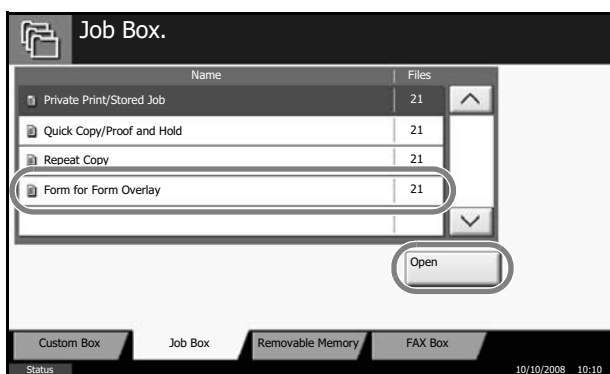 Job Box.
Name Files
Private Print/Stored Job 21
Quick Copy/Proof and Hold 21
Repeat Copy 21
Form for Form Overlay 21
Open
Custom Box Job Box Removable Memory FAX Box
Status 10/10/2008 10:10